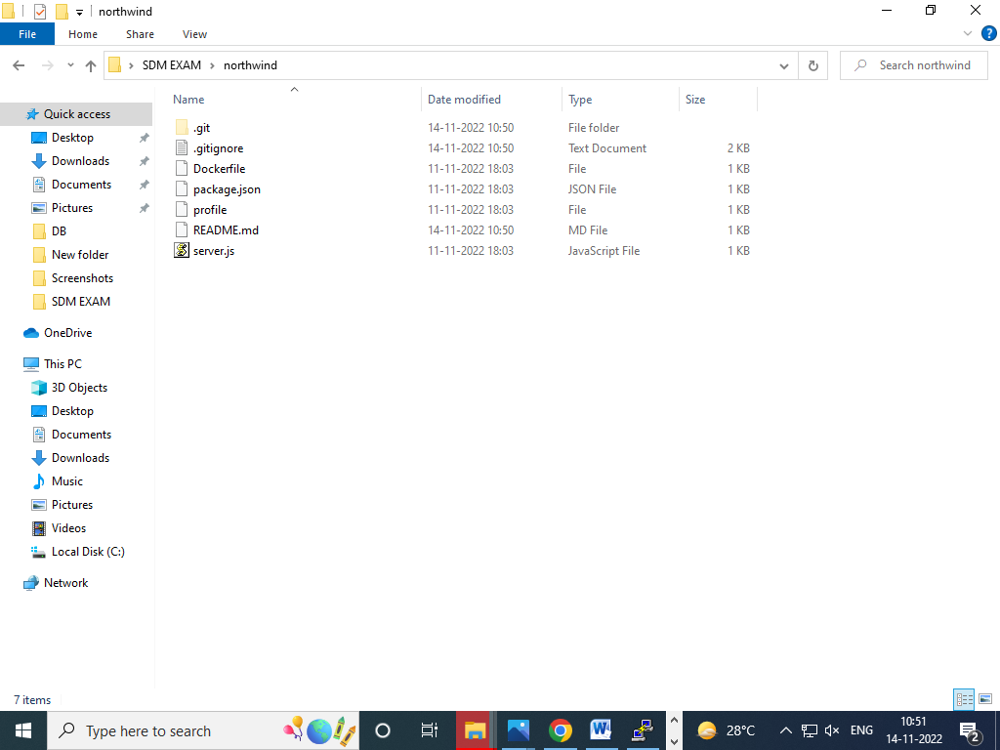 northwind
File Home Share View
SDM EXAM northwind
Search northwind
Name Date modified Type Size
Quick access
Desktop
Downloads
Documents
Pictures
DB
New folder
Screenshots
SDM EXAM
OneDrive
This PC
3D Objects
Desktop
Documents
Downloads
Music
Pictures
Videos
Local Disk (C:)
Network
.git 14-11-2022 10:50 File folder
.gitignore 14-11-2022 10:50 Text Document 2 KB
Dockerfile 11-11-2022 18:03 File 1 KB
package.json 11-11-2022 18:03 JSON File 1 KB
profile 11-11-2022 18:03 File 1 KB
README.md 14-11-2022 10:50 MD File 1 KB
server.js 11-11-2022 18:03 JavaScript File 1 KB
7 items
Type here to search
28°C
ENG
10:51
14-11-2022
2